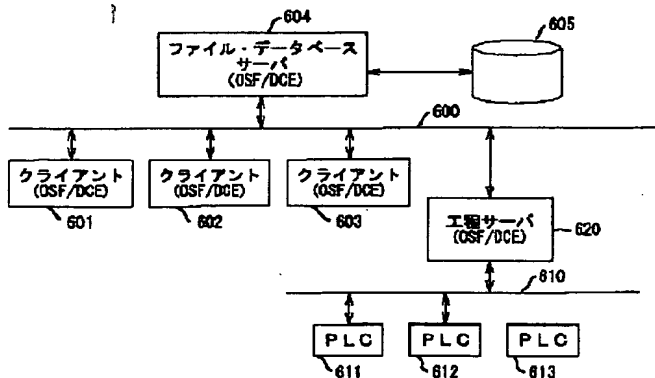 604
ファイル・データベース
サーバ
(OSF/DCE)
605
600
クライアント
(OSF/DCE)
クライアント
(OSF/DCE)
クライアント
(OSF/DCE)
601
602
603
工程サーバ
(OSF/DCE)
620
610
PLC
PLC
PLC
611
612
613